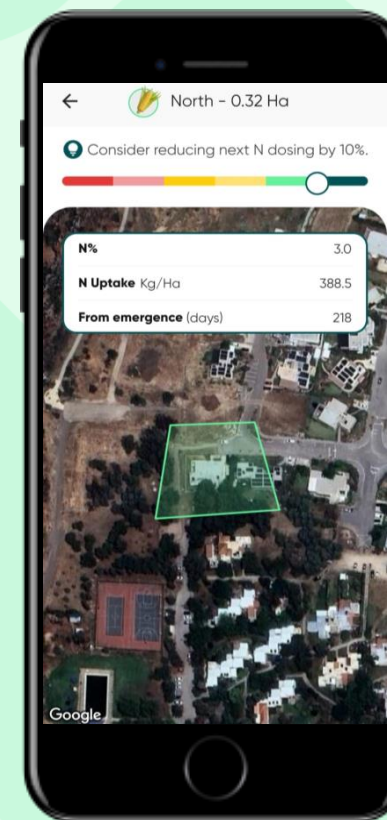 North - 0.32 Ha
Consider reducing next N dosing by 10%.
N% 3.0
N Uptake Kg/Ha 388.5
From emergence (days) 218
Google